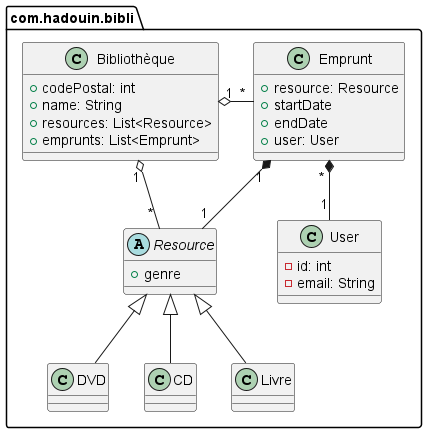 com.hadouin.bibli
C Bibliothèque
codePostal: int
name: String
resources: List<Resource>
emprunts: List<Emprunt>
C Emprunt
resource: Resource
startDate
endDate
user: User
1 *
1
*
1
1
*
1
A Resource
genre
C User
id: int
email: String
C DVD
C CD
C Livre